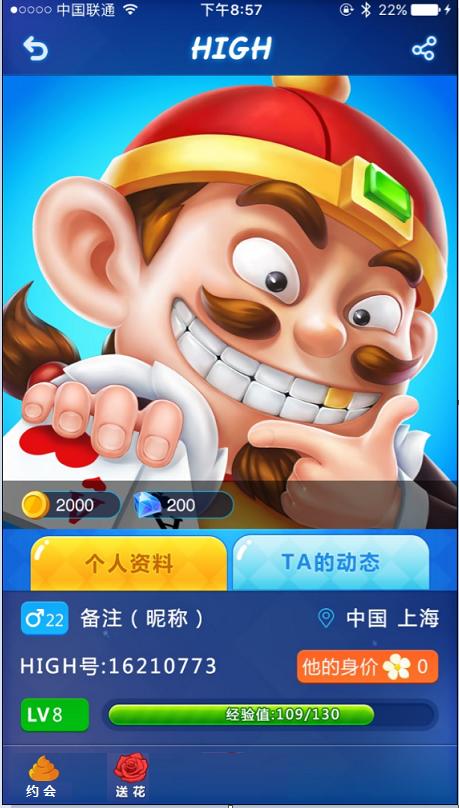 中国联通 下午8:57 22%
HIGH
2000 200
个人资料 TA的动态
22 备注（昵称） 中国 上海
HIGH号:16210773 他的身价 0
LV8 经验值:109/130
约会 送花